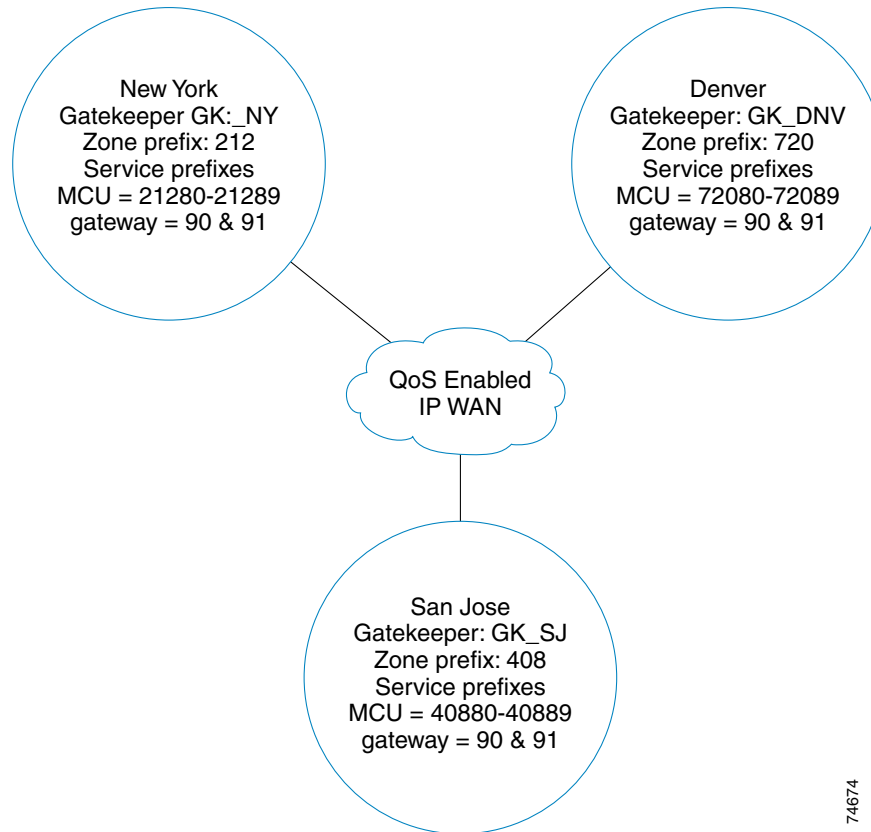 New York
Gatekeeper GK:_NY
Zone prefix: 212
Service prefixes
MCU = 21280-21289
gateway = 90 & 91
Denver
Gatekeeper: GK_DNV
Zone prefix: 720
Service prefixes
MCU = 72080-72089
gateway = 90 & 91
QoS Enabled
IP WAN
San Jose
Gatekeeper: GK_SJ
Zone prefix: 408
Service prefixes
MCU = 40880-40889
gateway = 90 & 91
74674